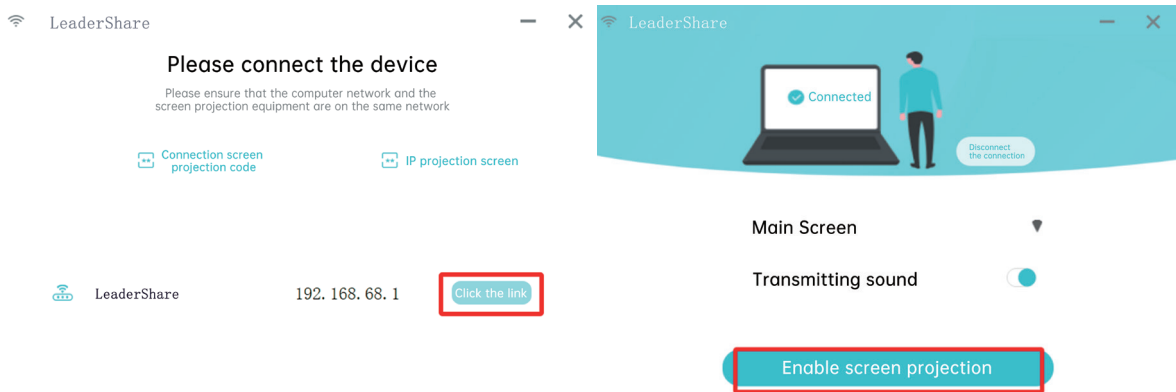 LeaderShare
Please connect the device
Please ensure that the computer network and the
screen projection equipment are on the same network
Connection screen
projection code
IP projection screen
LeaderShare
192. 168. 68. 1
Click the link
LeaderShare
Connected
Disconnect
the connection
Main Screen
Transmitting sound
Enable screen projection